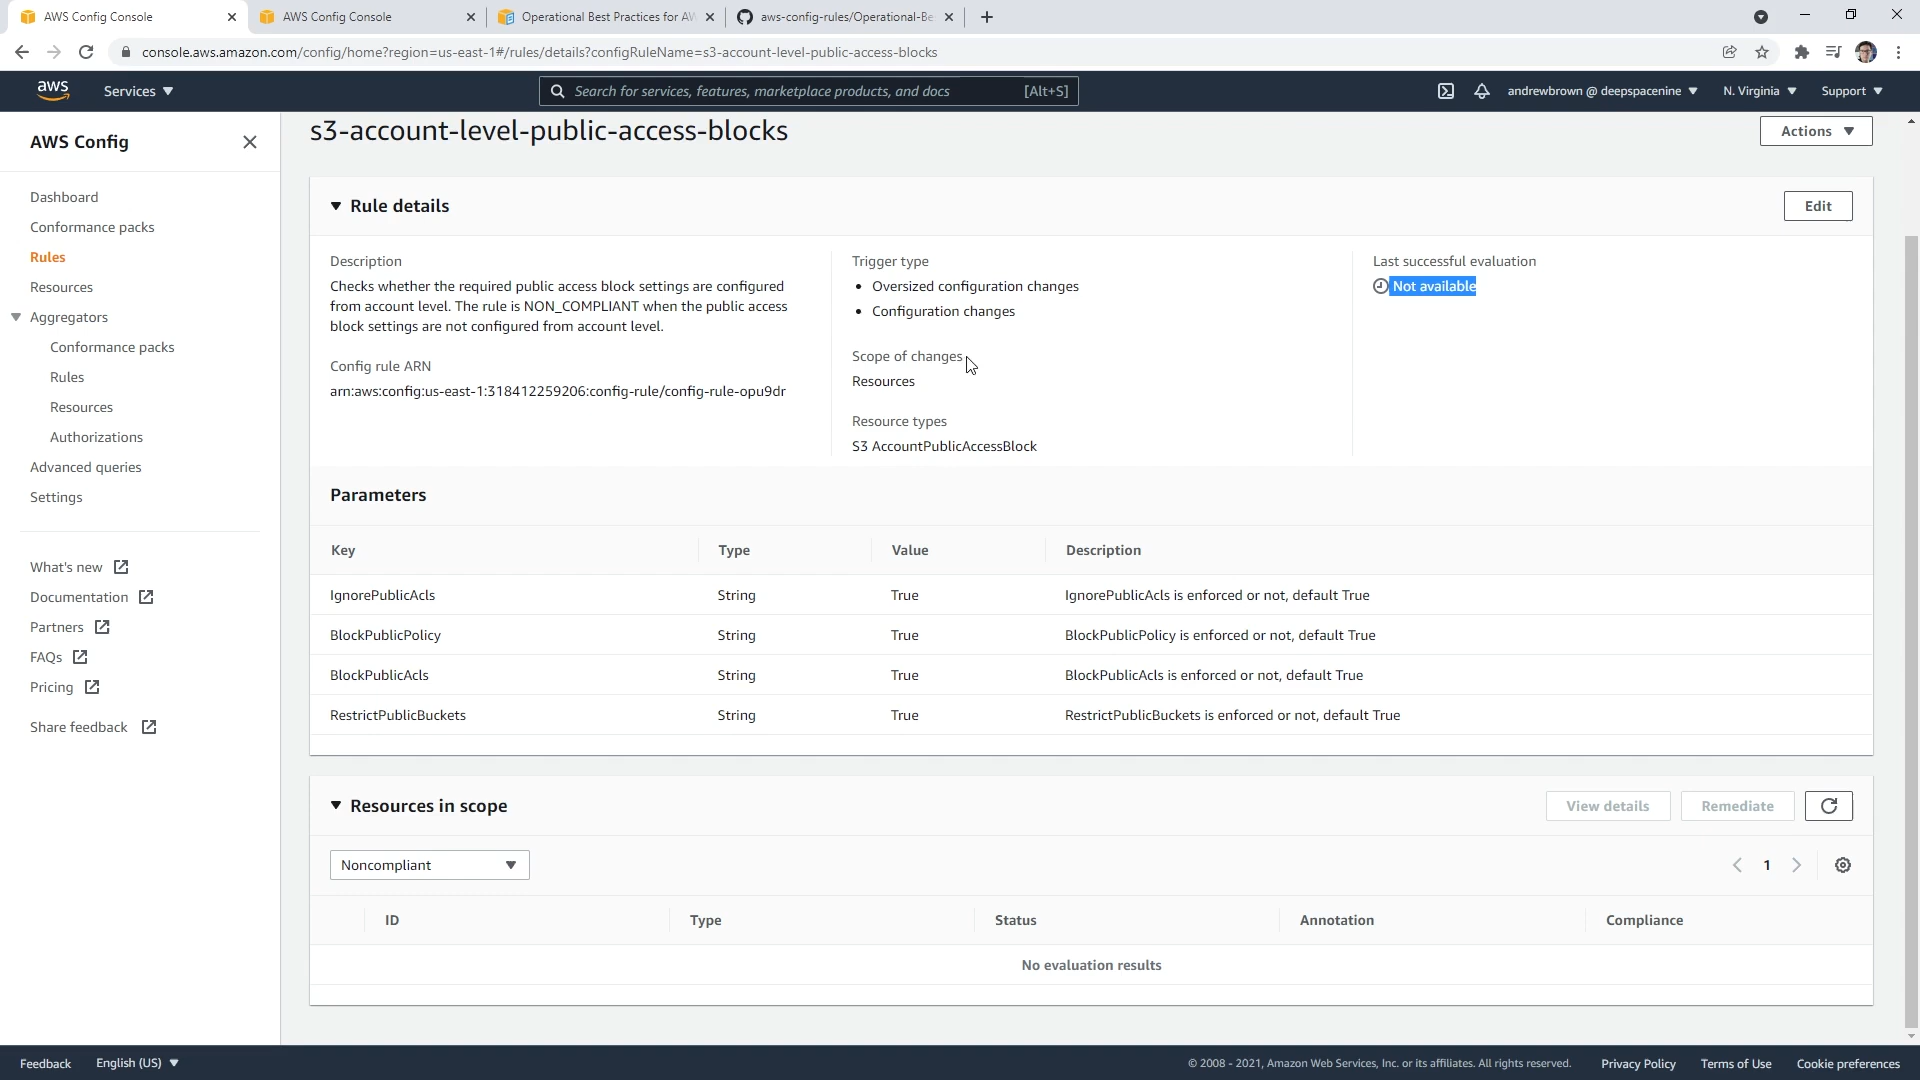 AWS Config Console
AWS Config Console
Operational Best Practices for AW
aws-config-rules/Operational-Be
console.aws.amazon.com/config/home?region=us-east-1#/rules/details?configRuleName=s3-account-level-public-access-blocks
aws
Services
Search for services, features, marketplace products, and docs
[Alt+S]
andrewbrown @ deepspacenine
N. Virginia
Support
AWS Config
Dashboard
Conformance packs
Rules
Resources
Aggregators
Conformance packs
Rules
Resources
Authorizations
Advanced queries
Settings
What's new
Documentation
Partners
FAQs
Pricing
Share feedback
s3-account-level-public-access-blocks
Actions
Rule details
Edit
Description
Checks whether the required public access block settings are configured
from account level. The rule is NON_COMPLIANT when the public access
block settings are not configured from account level.
Config rule ARN
arn:aws:config:us-east-1:318412259206:config-rule/config-rule-opu9dr
Trigger type
• Oversized configuration changes
• Configuration changes
Scope of changes
Resources
Resource types
S3 AccountPublicAccessBlock
Last successful evaluation
Not available
Parameters
Key Type Value Description
IgnorePublicAcls String True IgnorePublicAcls is enforced or not, default True
BlockPublicPolicy String True BlockPublicPolicy is enforced or not, default True
BlockPublicAcls String True BlockPublicAcls is enforced or not, default True
RestrictPublicBuckets String True RestrictPublicBuckets is enforced or not, default True
Resources in scope
View details
Remediate
Noncompliant
1
ID Type Status Annotation Compliance
No evaluation results
Feedback
English (US)
© 2008 - 2021, Amazon Web Services, Inc. or its affiliates. All rights reserved.
Privacy Policy
Terms of Use
Cookie preferences